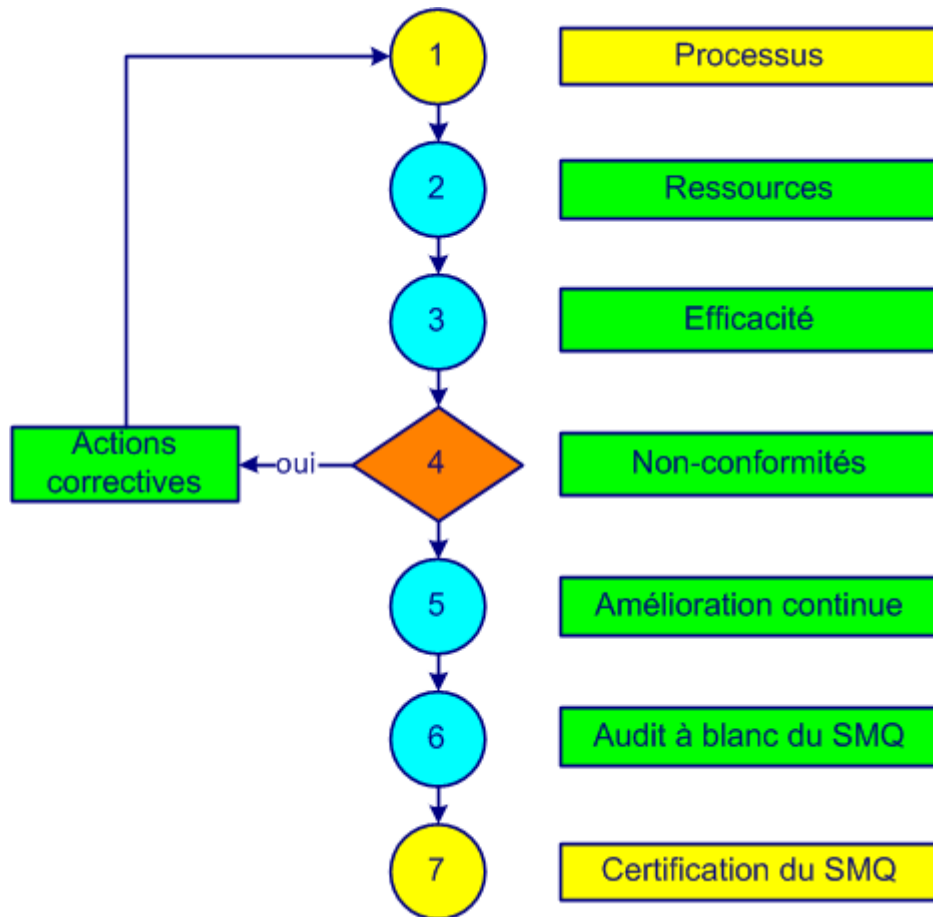 1
Processus
2
Ressources
3
Efficacité
Actions
correctives
oui
4
Non-conformités
5
Amélioration continue
6
Audit à blanc du SMQ
7
Certification du SMQ